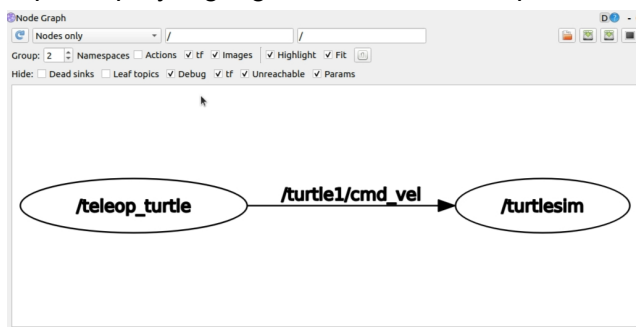 Node Graph
D -
Nodes only / /
Group: 2 Namespaces Actions tf Images Highlight Fit
Hide: Dead sinks Leaf topics Debug tf Unreachable Params
/teleop_turtle /turtle1/cmd_vel /turtlesim